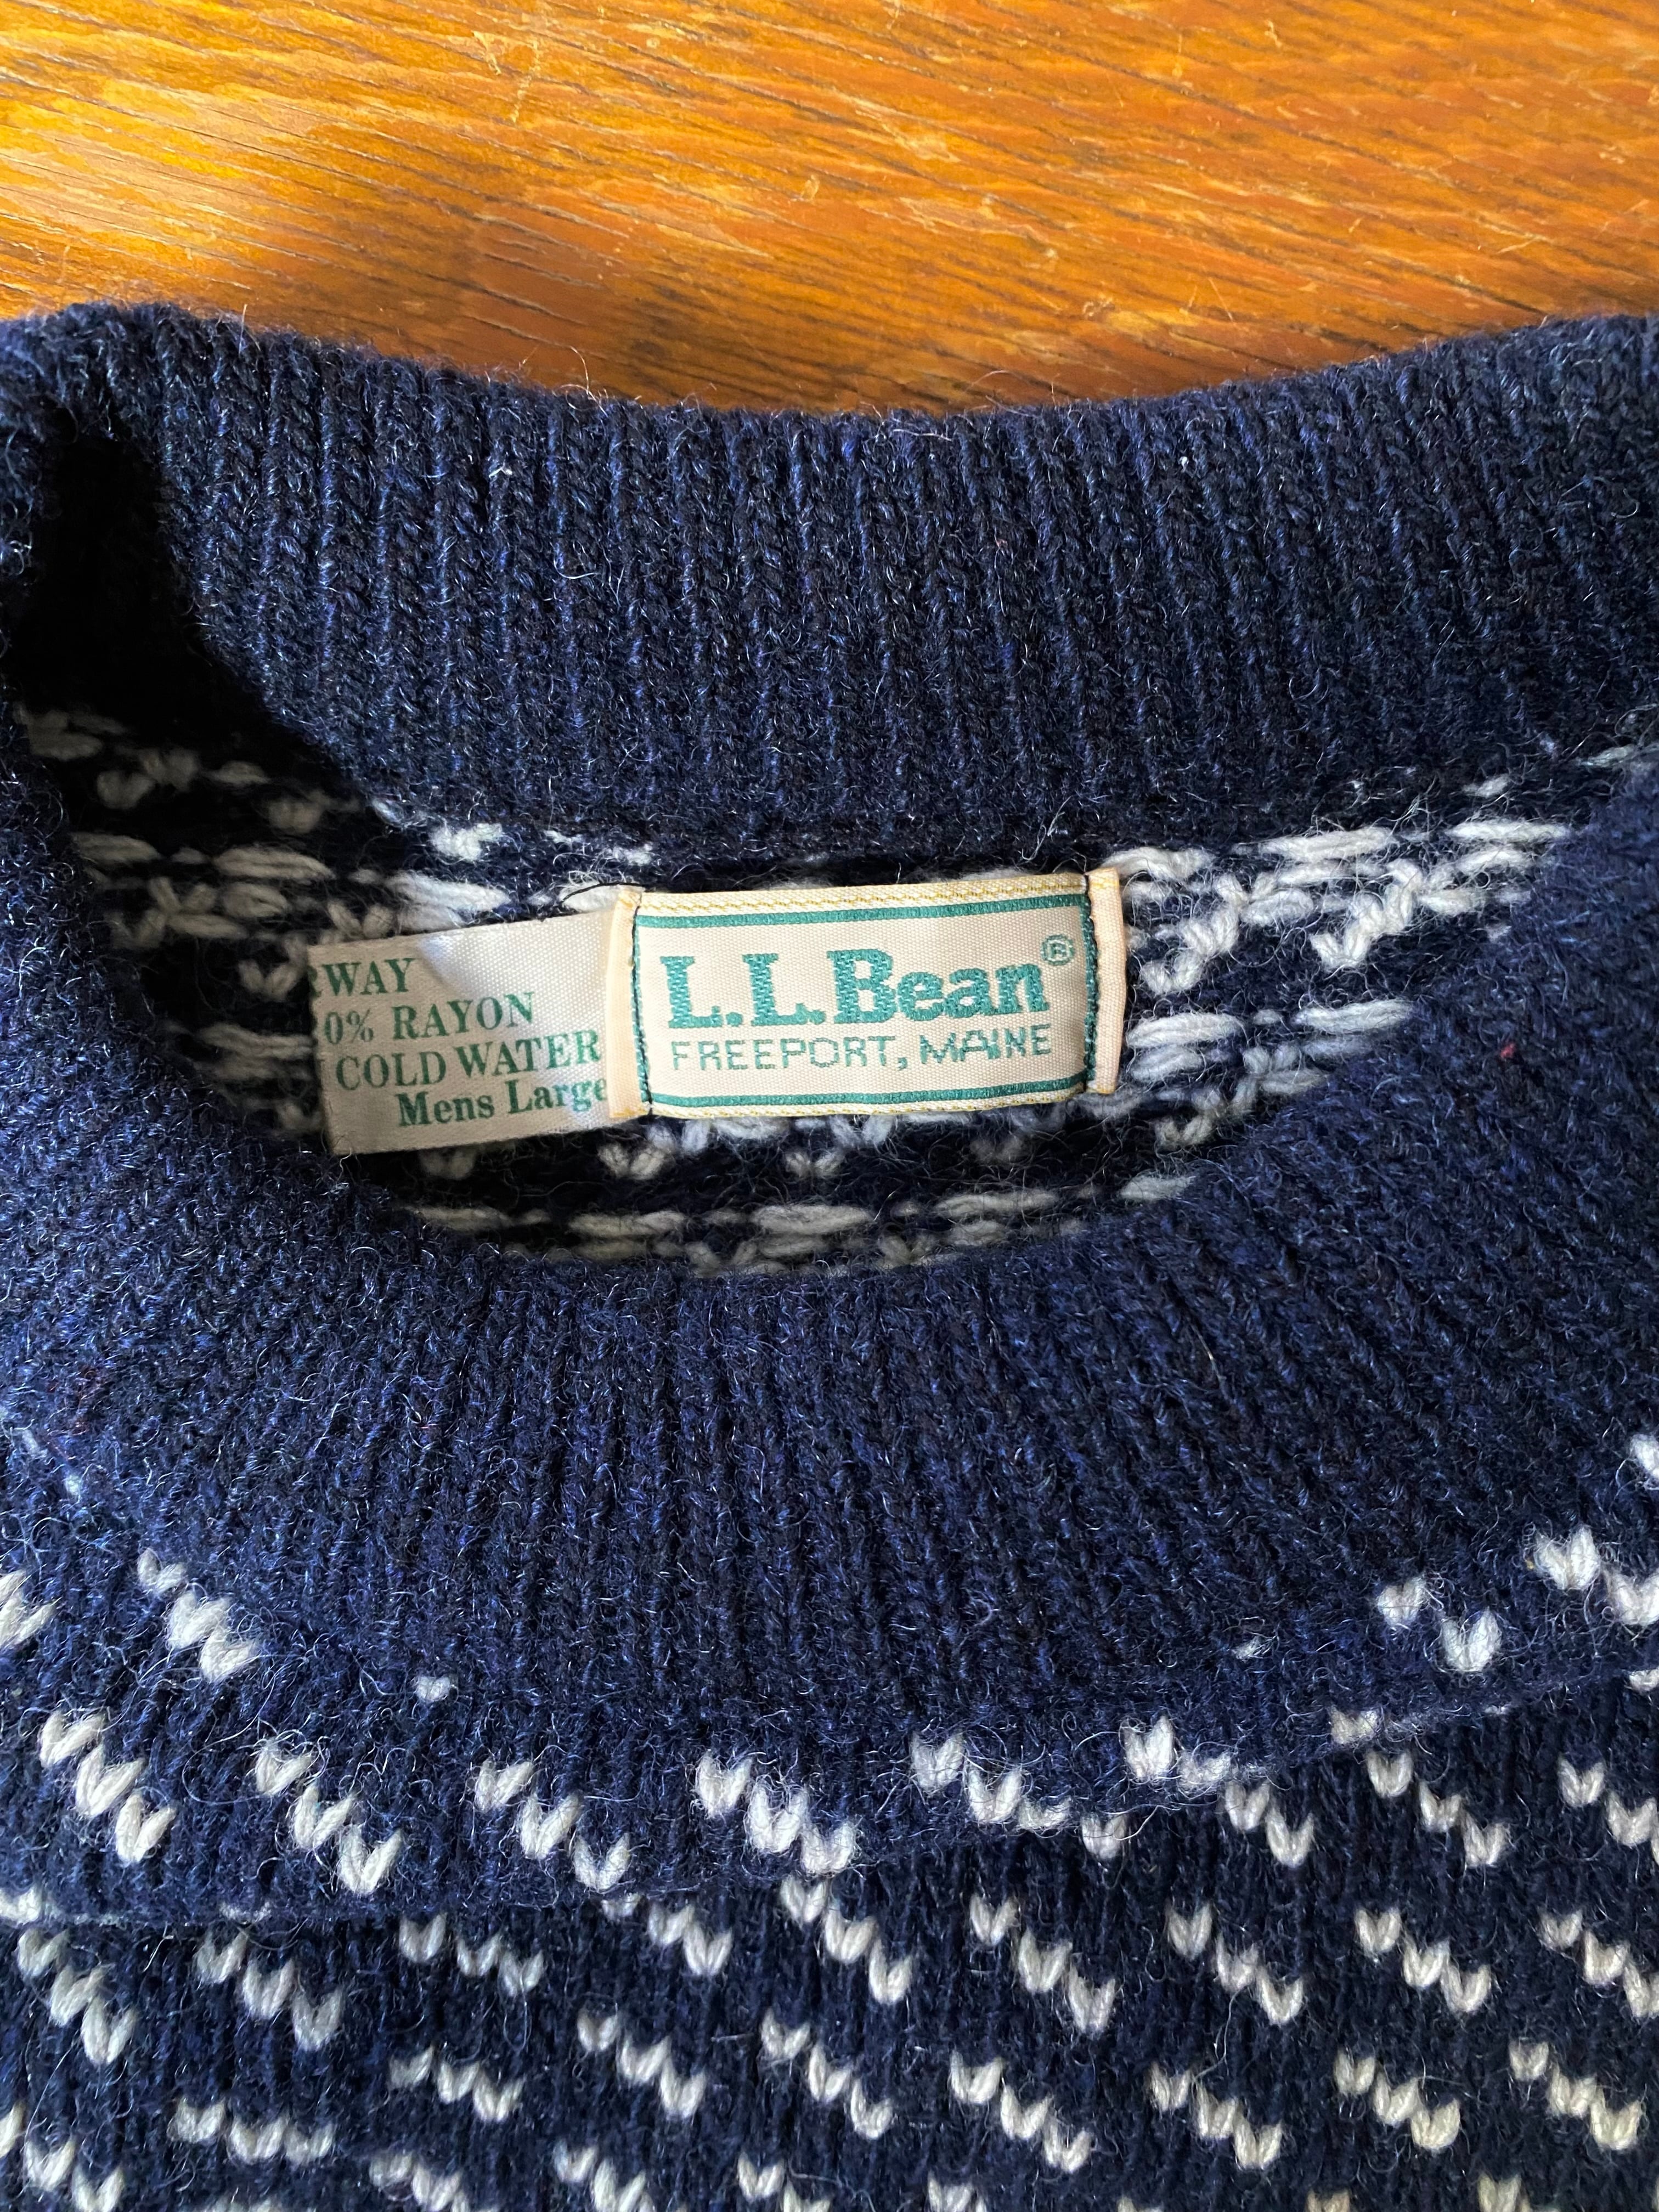 RWAY
0% RAYON
COLD WATER
Mens Large
L.L.Bean®
FREEPORT, MAINE